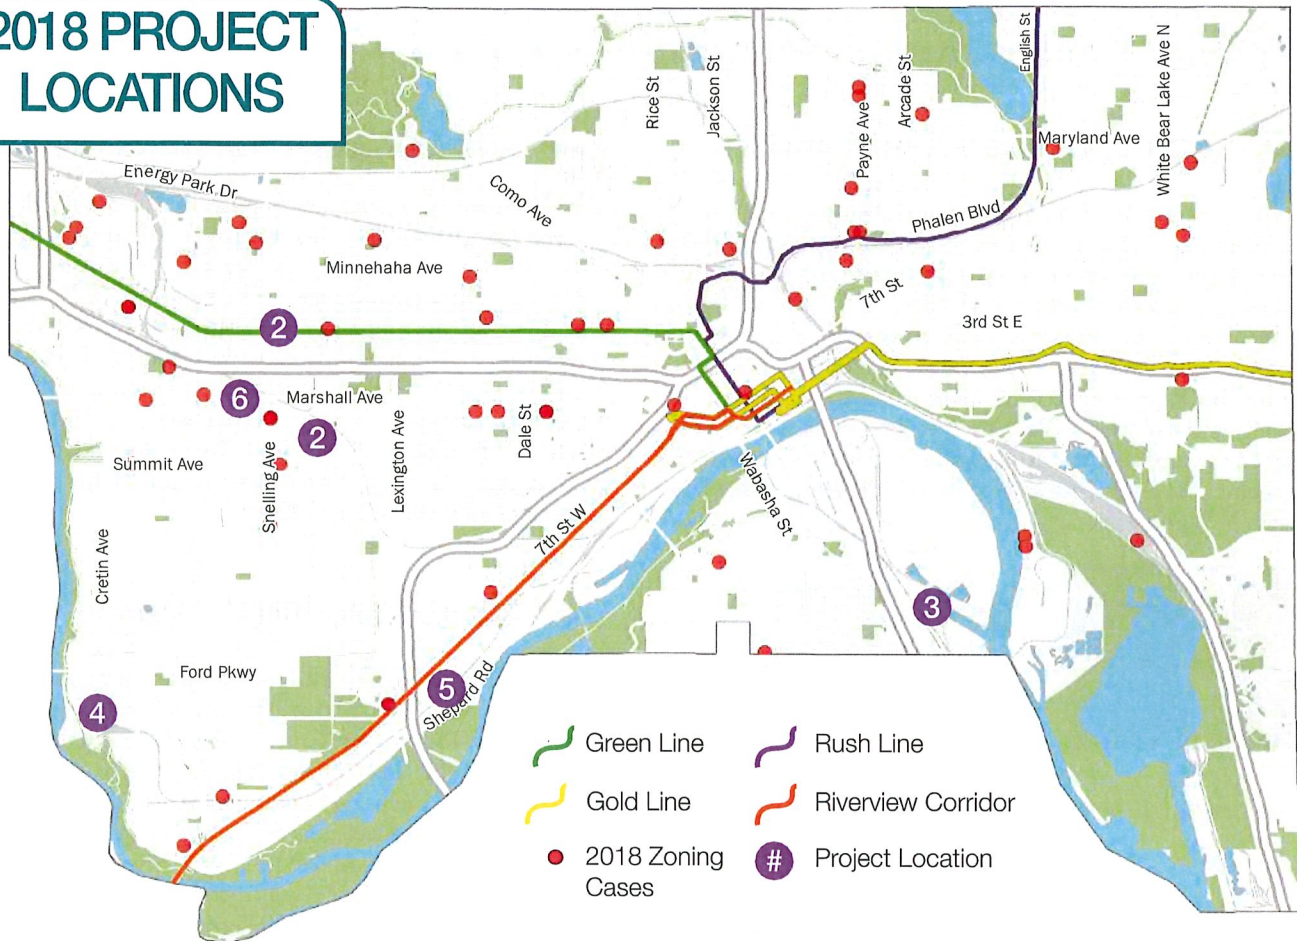 2018 PROJECT
LOCATIONS
Rice St
Jackson St
Payne Ave
Arcade St
English St
Maryland Ave
White Bear Lake Ave N
Energy Park Dr
Como Ave
Phalen Blvd
Minnehaha Ave
7th St
3rd St E
2
6
Marshall Ave
2
Summit Ave
Snelling Ave
Lexington Ave
Dale St
Wabasha St
7th St W
Cretin Ave
3
Ford Pkwy
4
5
Shepard Rd
Green Line
Rush Line
Gold Line
Riverview Corridor
2018 Zoning
Cases
#
Project Location